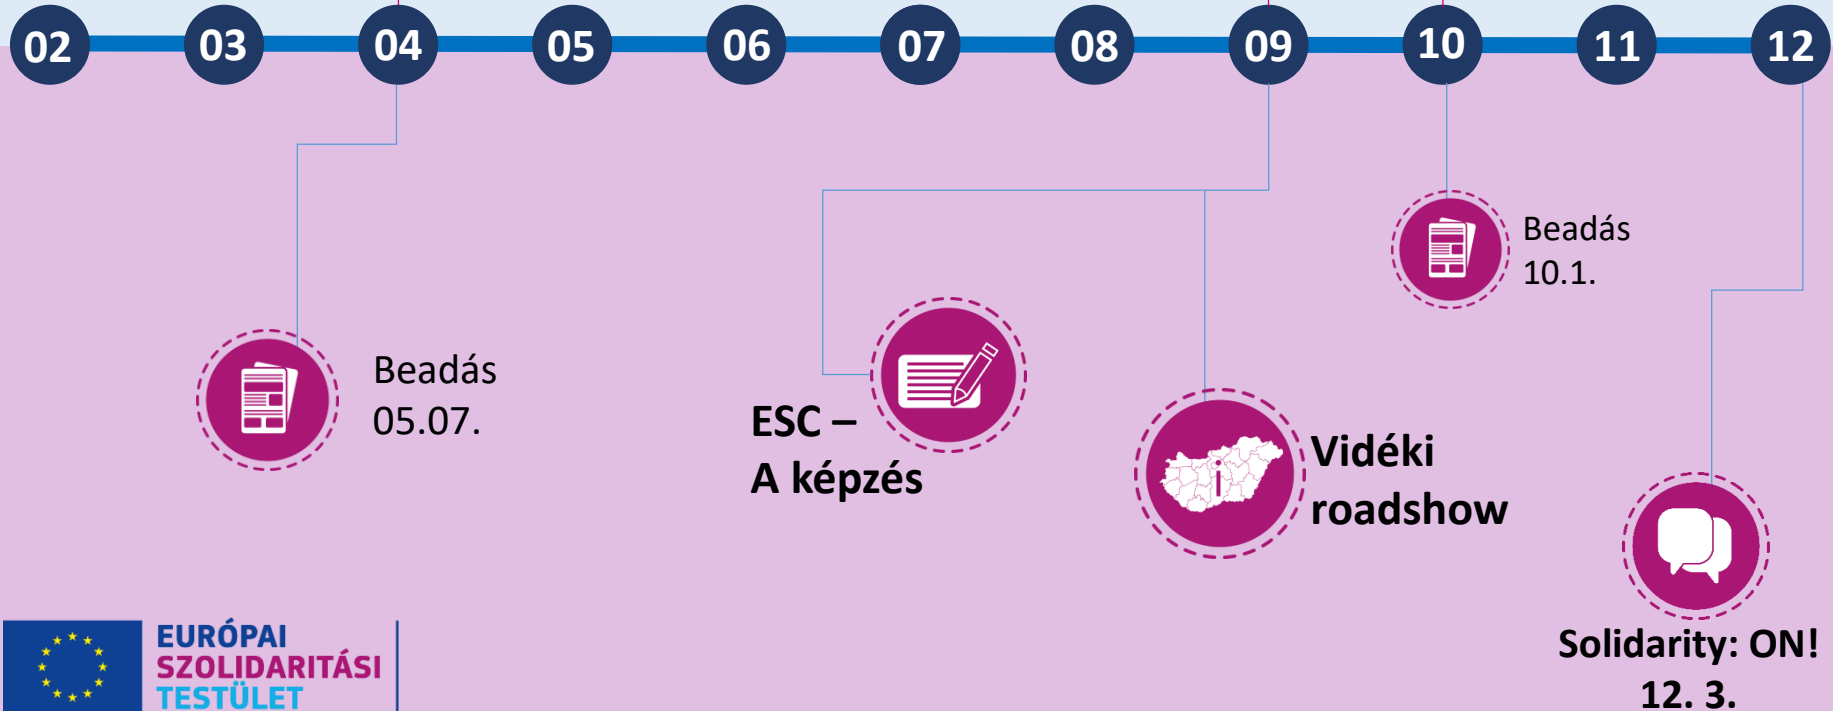 02 03 04 05 06 07 08 09 10 11 12
Beadás
05.07.
ESC –
A képzés
Vidéki
roadshow
Beadás
10.1.
Solidarity: ON!
12. 3.
EURÓPAI
SZOLIDARITÁSI
TESTÜLET